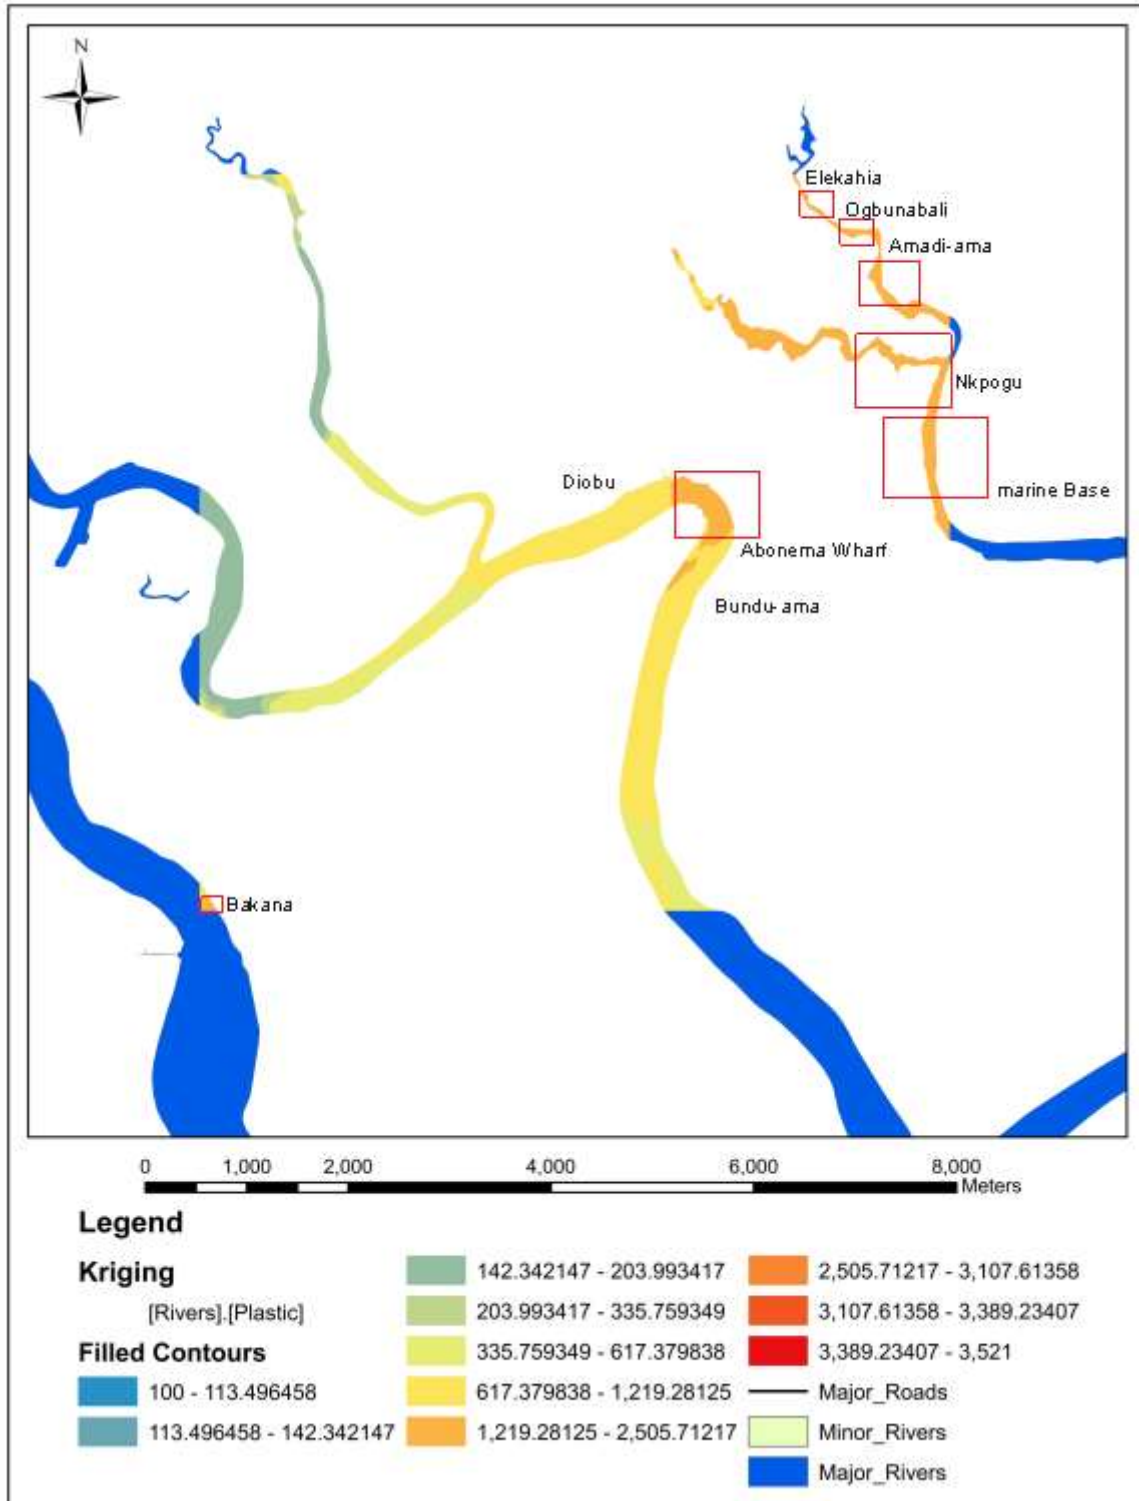 N
Elekahia
Ogbunabali
Amadi-ama
Nkpogu
Diobu
marine Base
Abonema Wharf
Bundu-ama
Bakana
0 1,000 2,000 4,000 6,000 8,000
Meters
Legend
Kriging
[Rivers].[Plastic]
Filled Contours
100 - 113.496458
113.496458 - 142.342147
142.342147 - 203.993417
203.993417 - 335.759349
335.759349 - 617.379838
617.379838 - 1,219.28125
1,219.28125 - 2,505.71217
2,505.71217 - 3,107.61358
3,107.61358 - 3,389.23407
3,389.23407 - 3,521
Major_Roads
Minor_Rivers
Major_Rivers